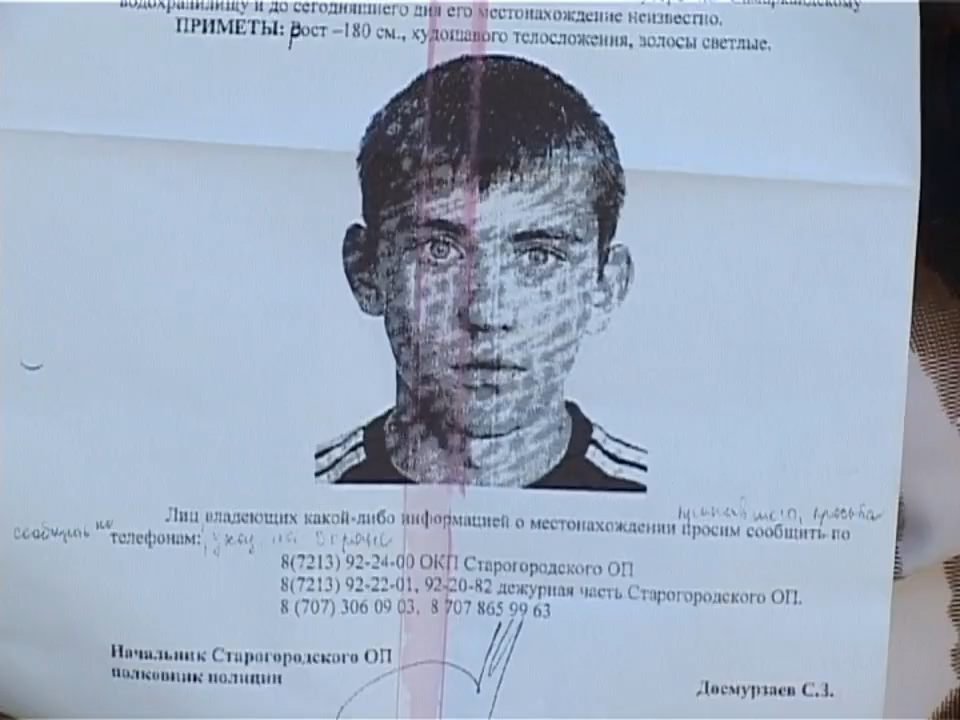 водохранилищу и до сегодняшнего дня его местонахождение неизвестно.
ПРИМЕТЫ: Рост –180 см., худощавого телосложения, волосы светлые.
Лиц владеющих какой-либо информацией о местонахождении просим сообщить по
сообщить по телефонам:
8(7213) 92-24-00 ОКП Старогородского ОП
8(7213) 92-22-01, 92-20-82 дежурная часть Старогородского ОП.
8 (707) 306 09 03, 8 707 865 99 63
Начальник Старогородского ОП
полковник полиции
Досмурзаев С.З.